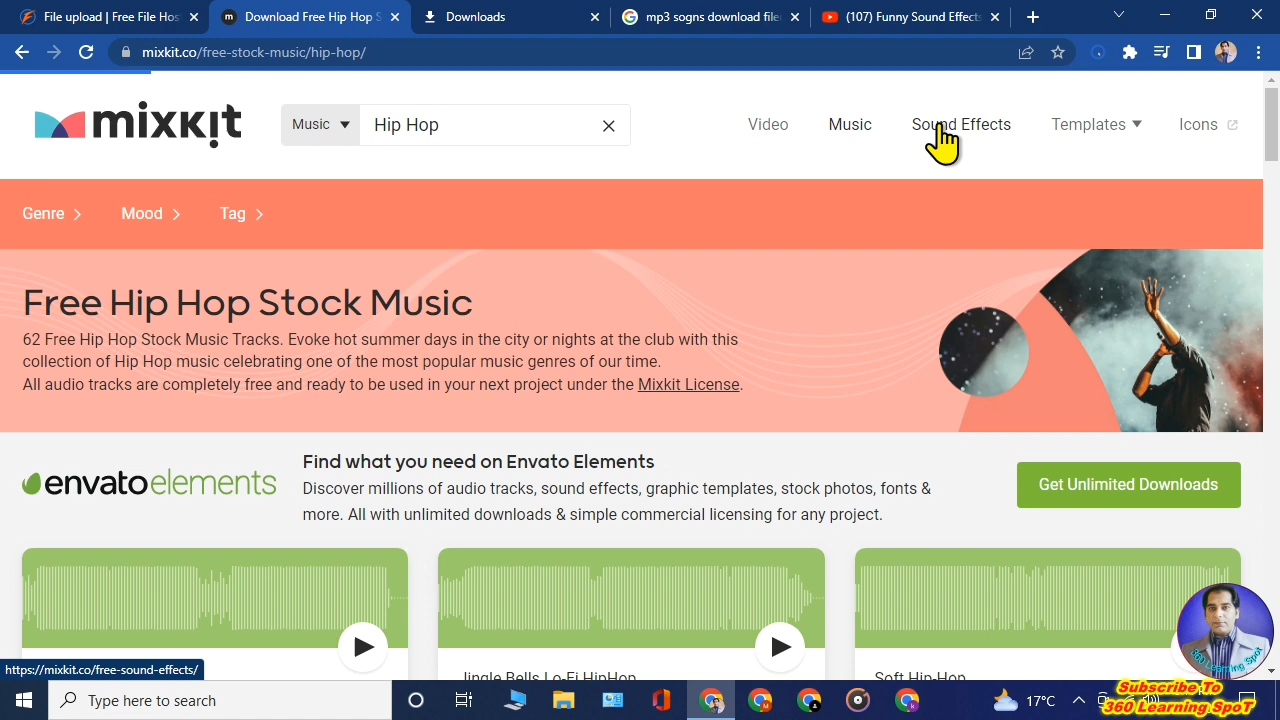 File upload | Free File Hos
Download Free Hip Hop S
Downloads
mp3 sogns download file
(107) Funny Sound Effects
mixkit.co/free-stock-music/hip-hop/
mixkit
Music
Hip Hop
Video
Music
Sound Effects
Templates
Icons
Genre
Mood
Tag
Free Hip Hop Stock Music
62 Free Hip Hop Stock Music Tracks. Evoke hot summer days in the city or nights at the club with this
collection of Hip Hop music celebrating one of the most popular music genres of our time.
All audio tracks are completely free and ready to be used in your next project under the Mixkit License.
envato elements
Find what you need on Envato Elements
Discover millions of audio tracks, sound effects, graphic templates, stock photos, fonts &
more. All with unlimited downloads & simple commercial licensing for any project.
Get Unlimited Downloads
Jingle Bells Lo-Fi HipHop
Soft Hip-Hop
360 Learning Spot
https://mixkit.co/free-sound-effects/
Type here to search
17°C
Subscribe To
360 Learning SpoT